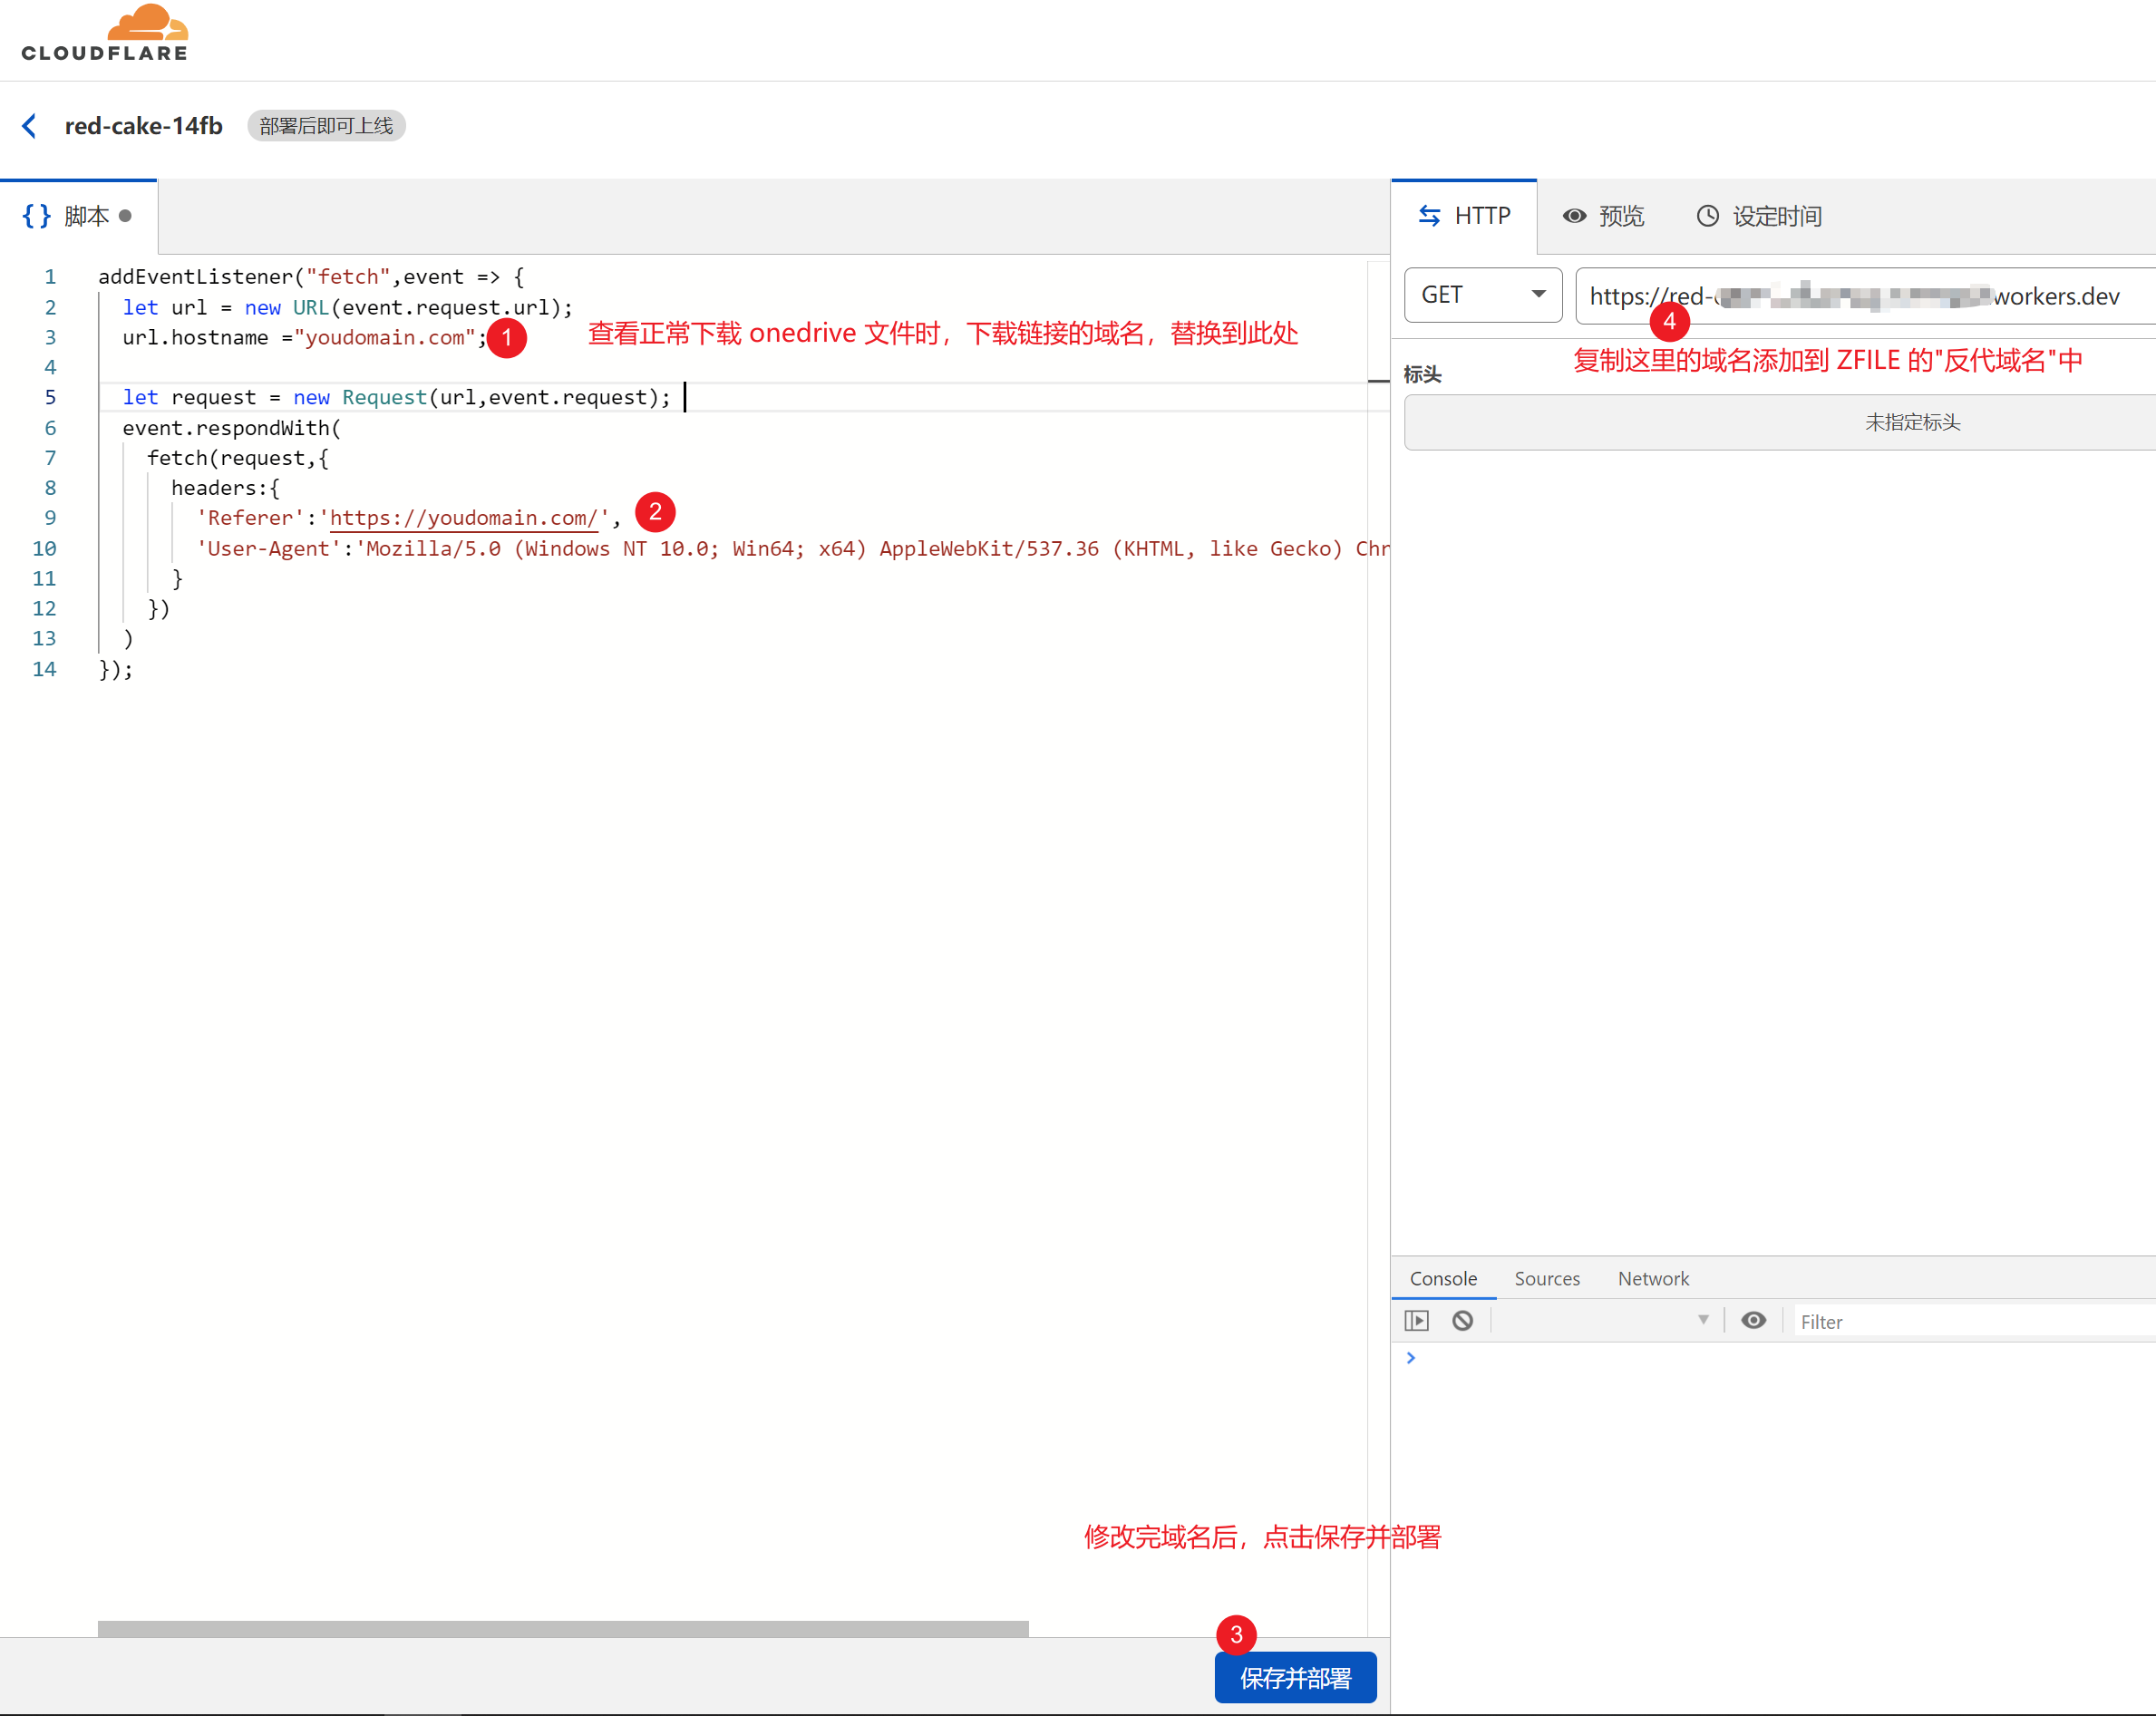 CLOUDFLARE
red-cake-14fb 部署后即可上线
{} 脚本
HTTP 预览 设定时间
1 addEventListener("fetch",event => {
2 let url = new URL(event.request.url);
3 url.hostname ="youdomain.com";
4
5 let request = new Request(url,event.request);
6 event.respondWith(
7 fetch(request,{
8 headers:{
9 'Referer':'https://youdomain.com/',
10 'User-Agent':'Mozilla/5.0 (Windows NT 10.0; Win64; x64) AppleWebKit/537.36 (KHTML, like Gecko) Chr
11 }
12 })
13 )
14 });
1 查看正常下载 onedrive 文件时，下载链接的域名，替换到此处
2
GET https://red- workers.dev
4
复制这里的域名添加到 ZFILE 的"反代域名"中
标头
未指定标头
Console Sources Network
Filter
修改完域名后，点击保存并部署
3
保存并部署